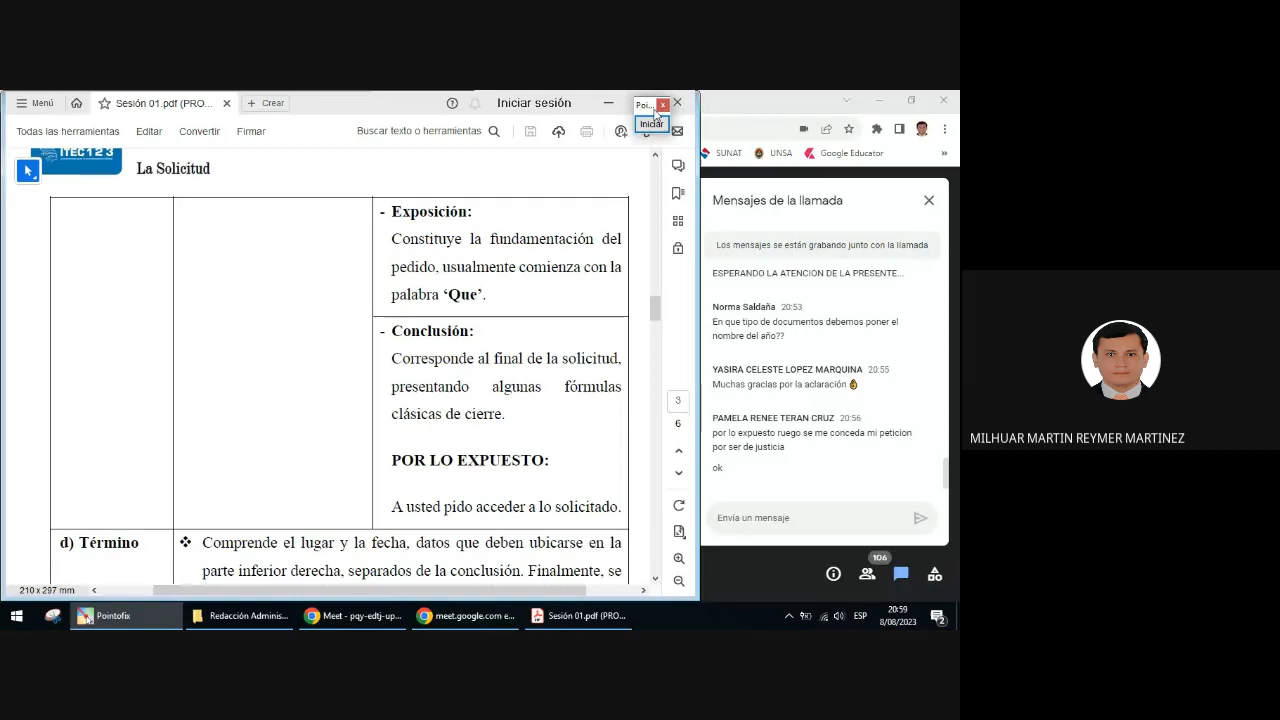 Menú
Sesión 01.pdf (PRO...
Crear
Iniciar sesión
Poi...
Iniciar
Todas las herramientas
Editar
Convertir
Firmar
Buscar texto o herramientas
ITEC123
La Solicitud
- Exposición:
Constituye la fundamentación del
pedido, usualmente comienza con la
palabra ‘Que’.
- Conclusión:
Corresponde al final de la solicitud,
presentando algunas fórmulas
clásicas de cierre.
POR LO EXPUESTO:
A usted pido acceder a lo solicitado.
d) Término
❖ Comprende el lugar y la fecha, datos que deben ubicarse en la
parte inferior derecha, separados de la conclusión. Finalmente, se
3
6
210 x 297 mm
SUNAT
UNSA
Google Educator
»
Mensajes de la llamada
Los mensajes se están grabando junto con la llamada
ESPERANDO LA ATENCION DE LA PRESENTE...
Norma Saldaña 20:53
En que tipo de documentos debemos poner el
nombre del año??
YASIRA CELESTE LOPEZ MARQUINA 20:55
Muchas gracias por la aclaración 👌
PAMELA RENEE TERAN CRUZ 20:56
por lo expuesto ruego se me conceda mi peticion
por ser de justicia
ok
Envía un mensaje
106
MILHUAR MARTIN REYMER MARTINEZ
Pointofix
Redacción Adminis...
Meet - pqy-edtj-up...
meet.google.com e...
Sesión 01.pdf (PRO...
ESP
20:59
8/08/2023
2